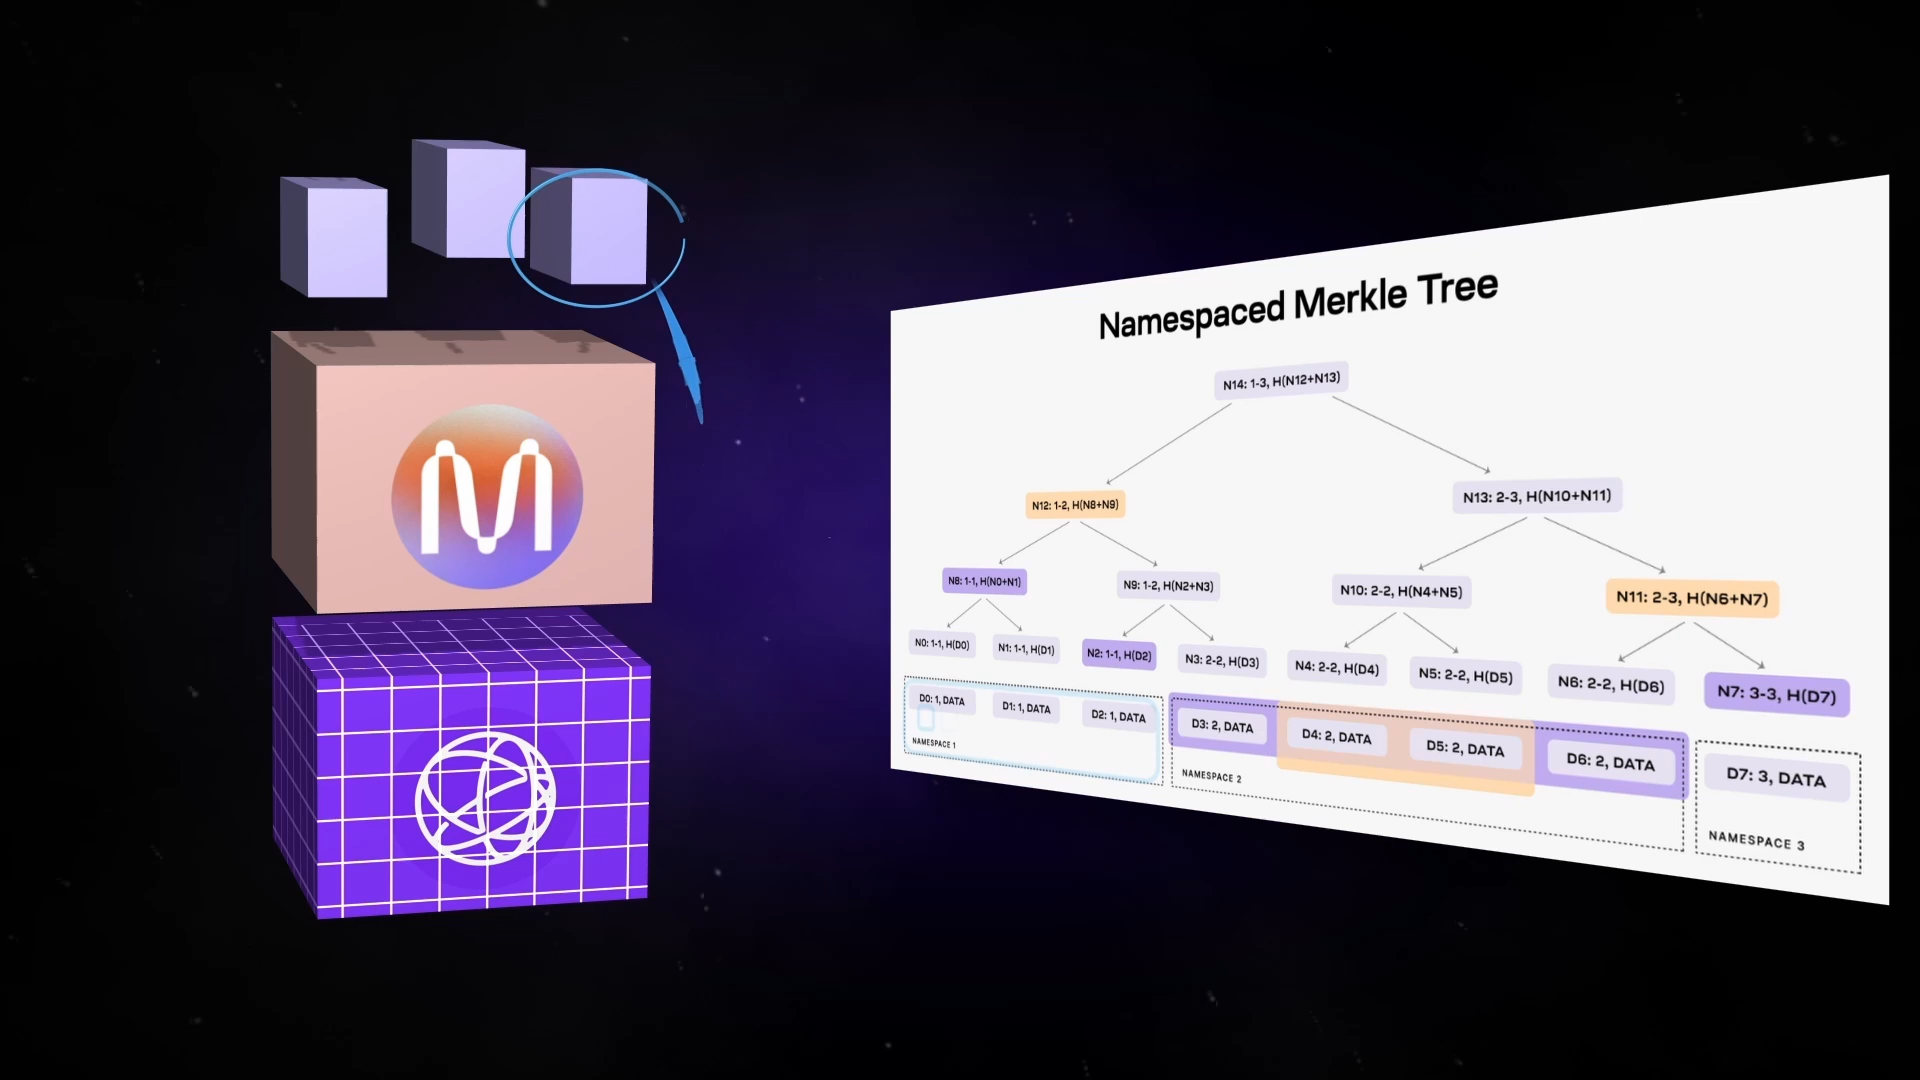 Namespaced Merkle Tree
N14: 1-3, H(N12+N13)
N12: 1-2, H(N8+N9)
N13: 2-3, H(N10+N11)
N8: 1-1, H(N0+N1)
N9: 1-2, H(N2+N3)
N10: 2-2, H(N4+N5)
N11: 2-3, H(N6+N7)
N0: 1-1, H(D0)
N1: 1-1, H(D1)
N2: 1-1, H(D2)
N3: 2-2, H(D3)
N4: 2-2, H(D4)
N5: 2-2, H(D5)
N6: 2-2, H(D6)
N7: 3-3, H(D7)
D0: 1, DATA
D1: 1, DATA
D2: 1, DATA
D3: 2, DATA
D4: 2, DATA
D5: 2, DATA
D6: 2, DATA
D7: 3, DATA
NAMESPACE 1
NAMESPACE 2
NAMESPACE 3